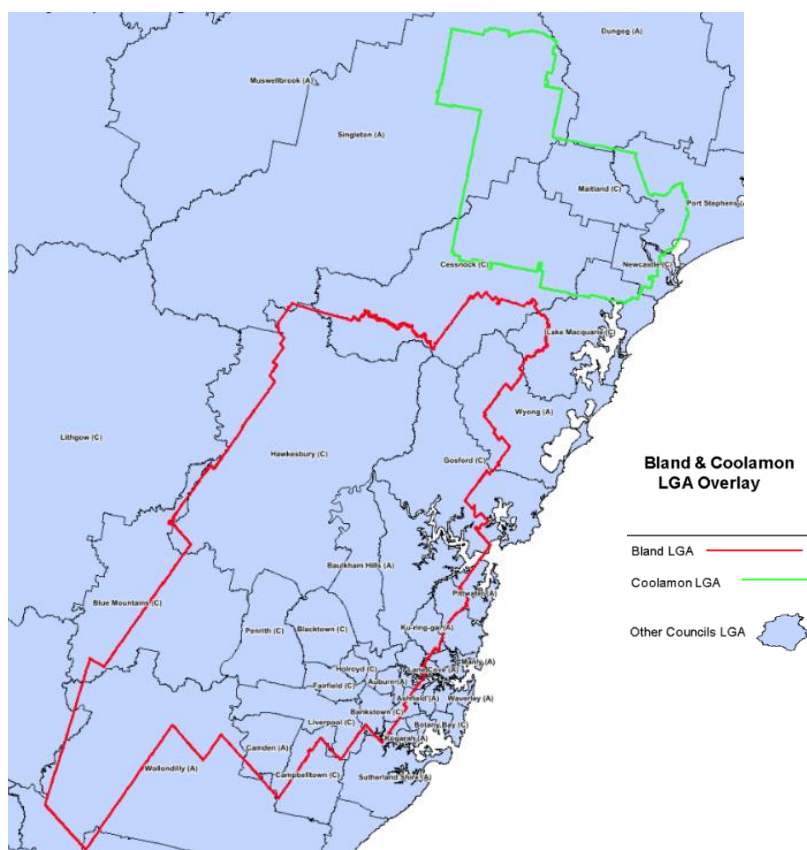 Dungog (A)
Muswellbrook (A)
Singleton (A)
Maitland (C)
Port Stephens (A
Cessnock (C)
Newcastle (C)
Lake Macquarie (C)
Wyong (A)
Lithgow (C)
Hawkesbury (C)
Gosford (C)
Bland & Coolamon
LGA Overlay
Bland LGA
Coolamon LGA
Other Councils LGA
Baulkham Hills (A)
Pittwater (A)
Blue Mountains (C)
Penrith (C)
Blacktown (C)
Ku-ring-gai (A)
Manly (A)
Holroyd (C)
Lane Cove (A)
Auburn (A)
Fairfield (C)
Ashfield (A)
Waverley (A)
Bankstown (C)
Liverpool (C)
Botany Bay (C)
Kogarah (A)
Camden (A)
Wollondilly (A)
Campbelltown (C)
Sutherland Shire (A)